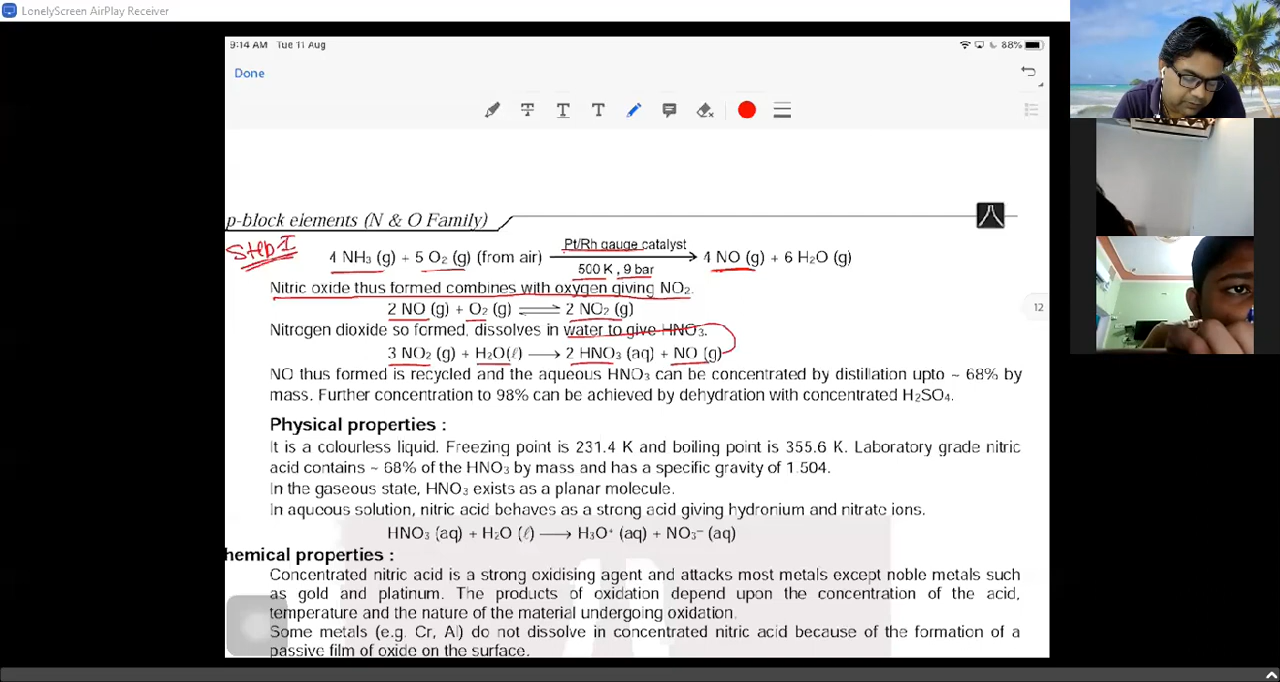 LonelyScreen AirPlay Receiver
9:14 AM Tue 11 Aug
88%
Done
T T T
p-block elements (N & O Family)
Step I
Pt/Rh gauge catalyst
4 NH₃ (g) + 5 O₂ (g) (from air) ⟶ 4 NO (g) + 6 H₂O (g)
500 K , 9 bar
Nitric oxide thus formed combines with oxygen giving NO₂.
2 NO (g) + O₂ (g) ⇌ 2 NO₂ (g)
12
Nitrogen dioxide so formed, dissolves in water to give HNO₃.
3 NO₂ (g) + H₂O(ℓ) ⟶ 2 HNO₃ (aq) + NO (g)
NO thus formed is recycled and the aqueous HNO₃ can be concentrated by distillation upto ~ 68% by
mass. Further concentration to 98% can be achieved by dehydration with concentrated H₂SO₄.
Physical properties :
It is a colourless liquid. Freezing point is 231.4 K and boiling point is 355.6 K. Laboratory grade nitric
acid contains ~ 68% of the HNO₃ by mass and has a specific gravity of 1.504.
In the gaseous state, HNO₃ exists as a planar molecule.
In aqueous solution, nitric acid behaves as a strong acid giving hydronium and nitrate ions.
HNO₃ (aq) + H₂O (ℓ) ⟶ H₃O⁺ (aq) + NO₃⁻ (aq)
hemical properties :
Concentrated nitric acid is a strong oxidising agent and attacks most metals except noble metals such
as gold and platinum. The products of oxidation depend upon the concentration of the acid,
temperature and the nature of the material undergoing oxidation.
Some metals (e.g. Cr, Al) do not dissolve in concentrated nitric acid because of the formation of a
passive film of oxide on the surface.